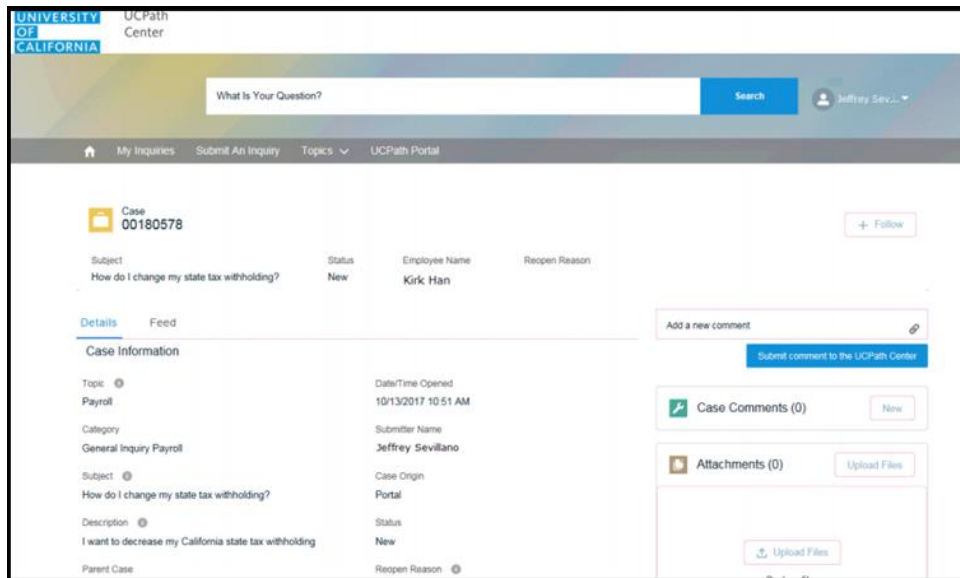 UNIVERSITY
OF
CALIFORNIA
UCPath
Center
What Is Your Question?
Search
Jeffrey Sev...
My Inquiries
Submit An Inquiry
Topics
UCPath Portal
Case
00180578
+ Follow
Subject
How do I change my state tax withholding?
Status
New
Employee Name
Kirk Han
Reopen Reason
Details
Feed
Case Information
Topic
Payroll
Category
General Inquiry Payroll
Subject
How do I change my state tax withholding?
Description
I want to decrease my California state tax withholding
Parent Case
Date/Time Opened
10/13/2017 10:51 AM
Submitter Name
Jeffrey Sevillano
Case Origin
Portal
Status
New
Reopen Reason
Add a new comment
Submit comment to the UCPath Center
Case Comments (0)
New
Attachments (0)
Upload Files
Upload Files